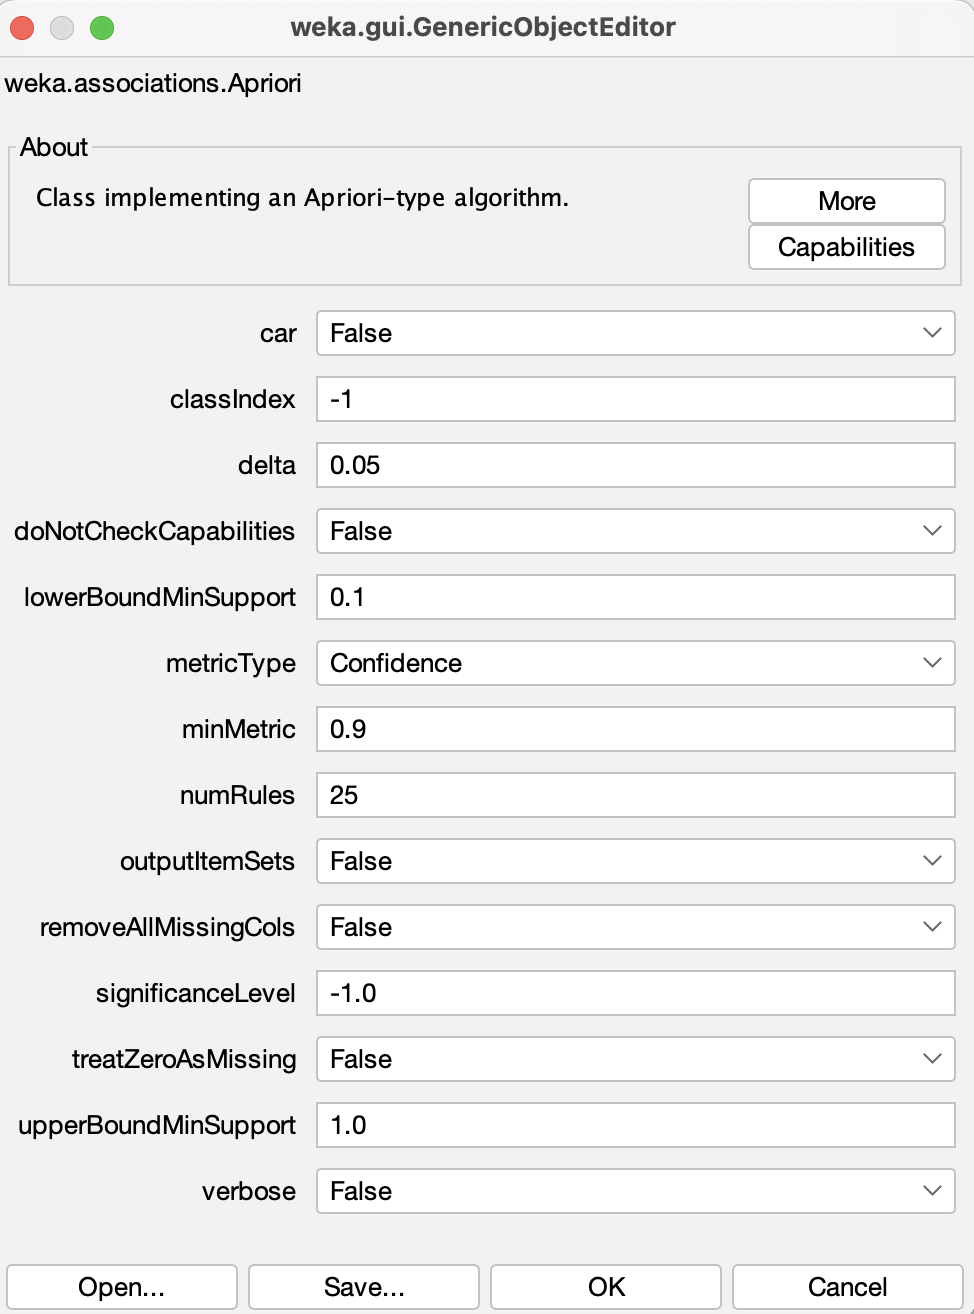 weka.gui.GenericObjectEditor
weka.associations.Apriori
About
Class implementing an Apriori-type algorithm.
More
Capabilities
car False
classIndex -1
delta 0.05
doNotCheckCapabilities False
lowerBoundMinSupport 0.1
metricType Confidence
minMetric 0.9
numRules 25
outputItemSets False
removeAllMissingCols False
significanceLevel -1.0
treatZeroAsMissing False
upperBoundMinSupport 1.0
verbose False
Open... Save... OK Cancel